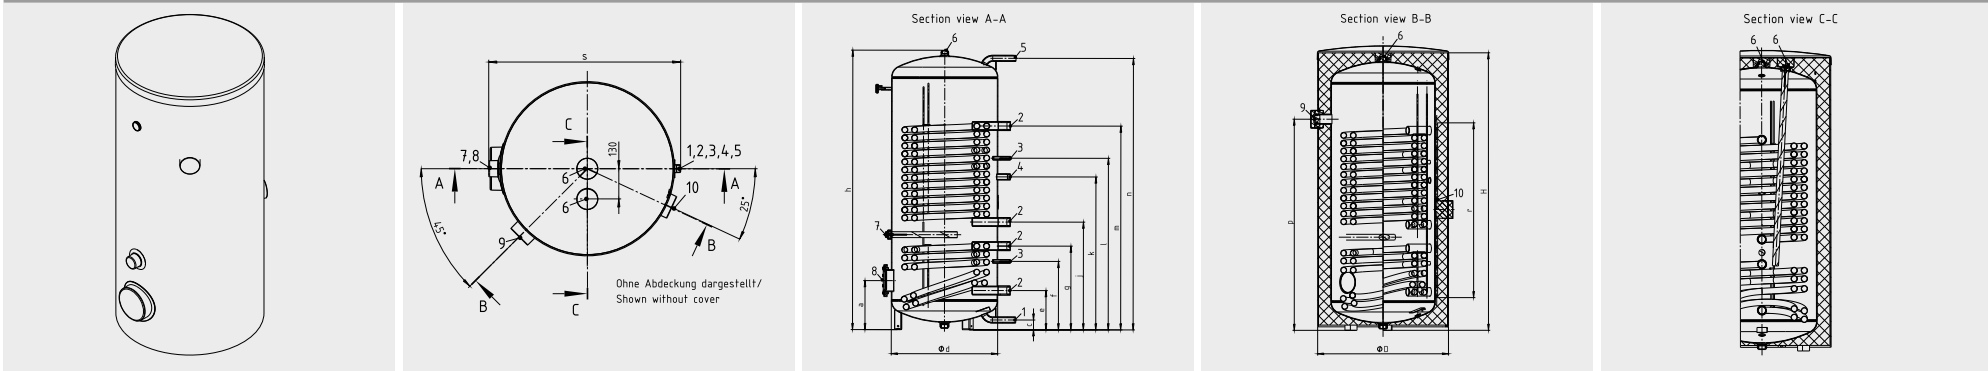 s
C
7,8
1,2,3,4,5
130
A
6
A
10
6
45°
25°
9
B
B
Ohne Abdeckung dargestellt/
Shown without cover
C
Section view A-A
6
5
h
2
3
4
n
2
m
7
l
2
k
3
j
8
2
g
a
f
e
1
c
Ød
Section view B-B
6
9
p
10
H
r
ØD
Section view C-C
6 6